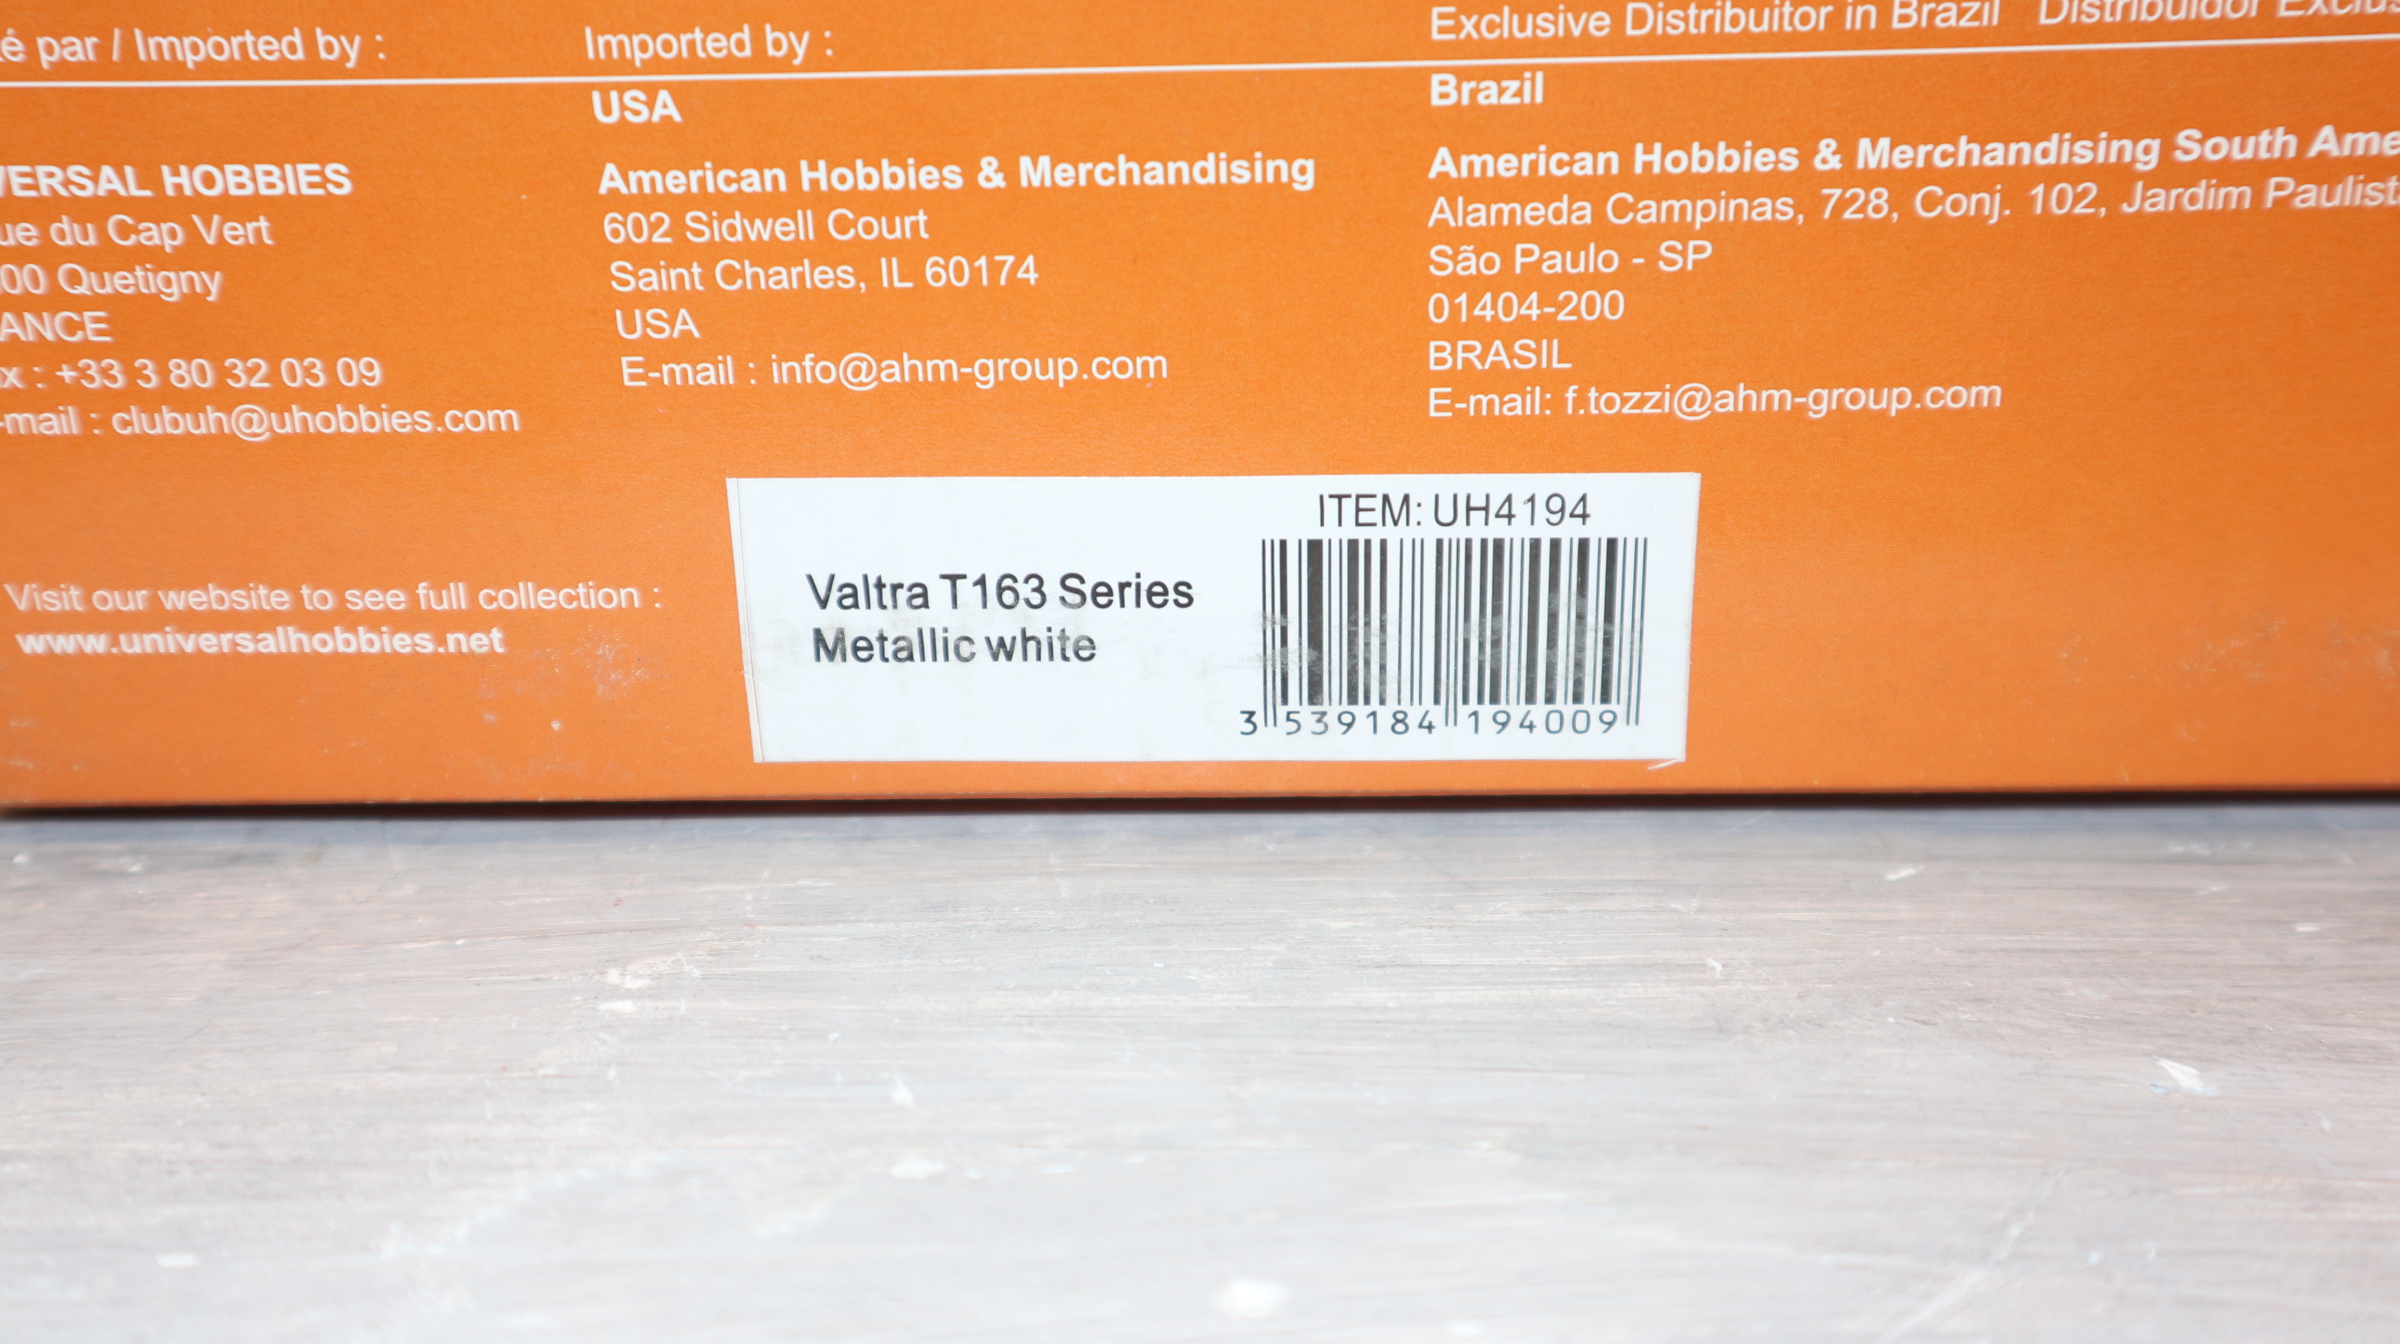 é par / Imported by :
VERSAL HOBBIES
ue du Cap Vert
00 Quetigny
ANCE
x : +33 3 80 32 03 09
-mail : clubuh@uhobbies.com
Imported by :
USA
American Hobbies & Merchandising
602 Sidwell Court
Saint Charles, IL 60174
USA
E-mail : info@ahm-group.com
Exclusive Distribuitor in Brazil Distribuidor Exclus
Brazil
American Hobbies & Merchandising South Ame
Alameda Campinas, 728, Conj. 102, Jardim Paulist
São Paulo - SP
01404-200
BRASIL
E-mail: f.tozzi@ahm-group.com
Visit our website to see full collection :
www.universalhobbies.net
Valtra T163 Series
Metallic white
ITEM: UH4194
3 539184 194009